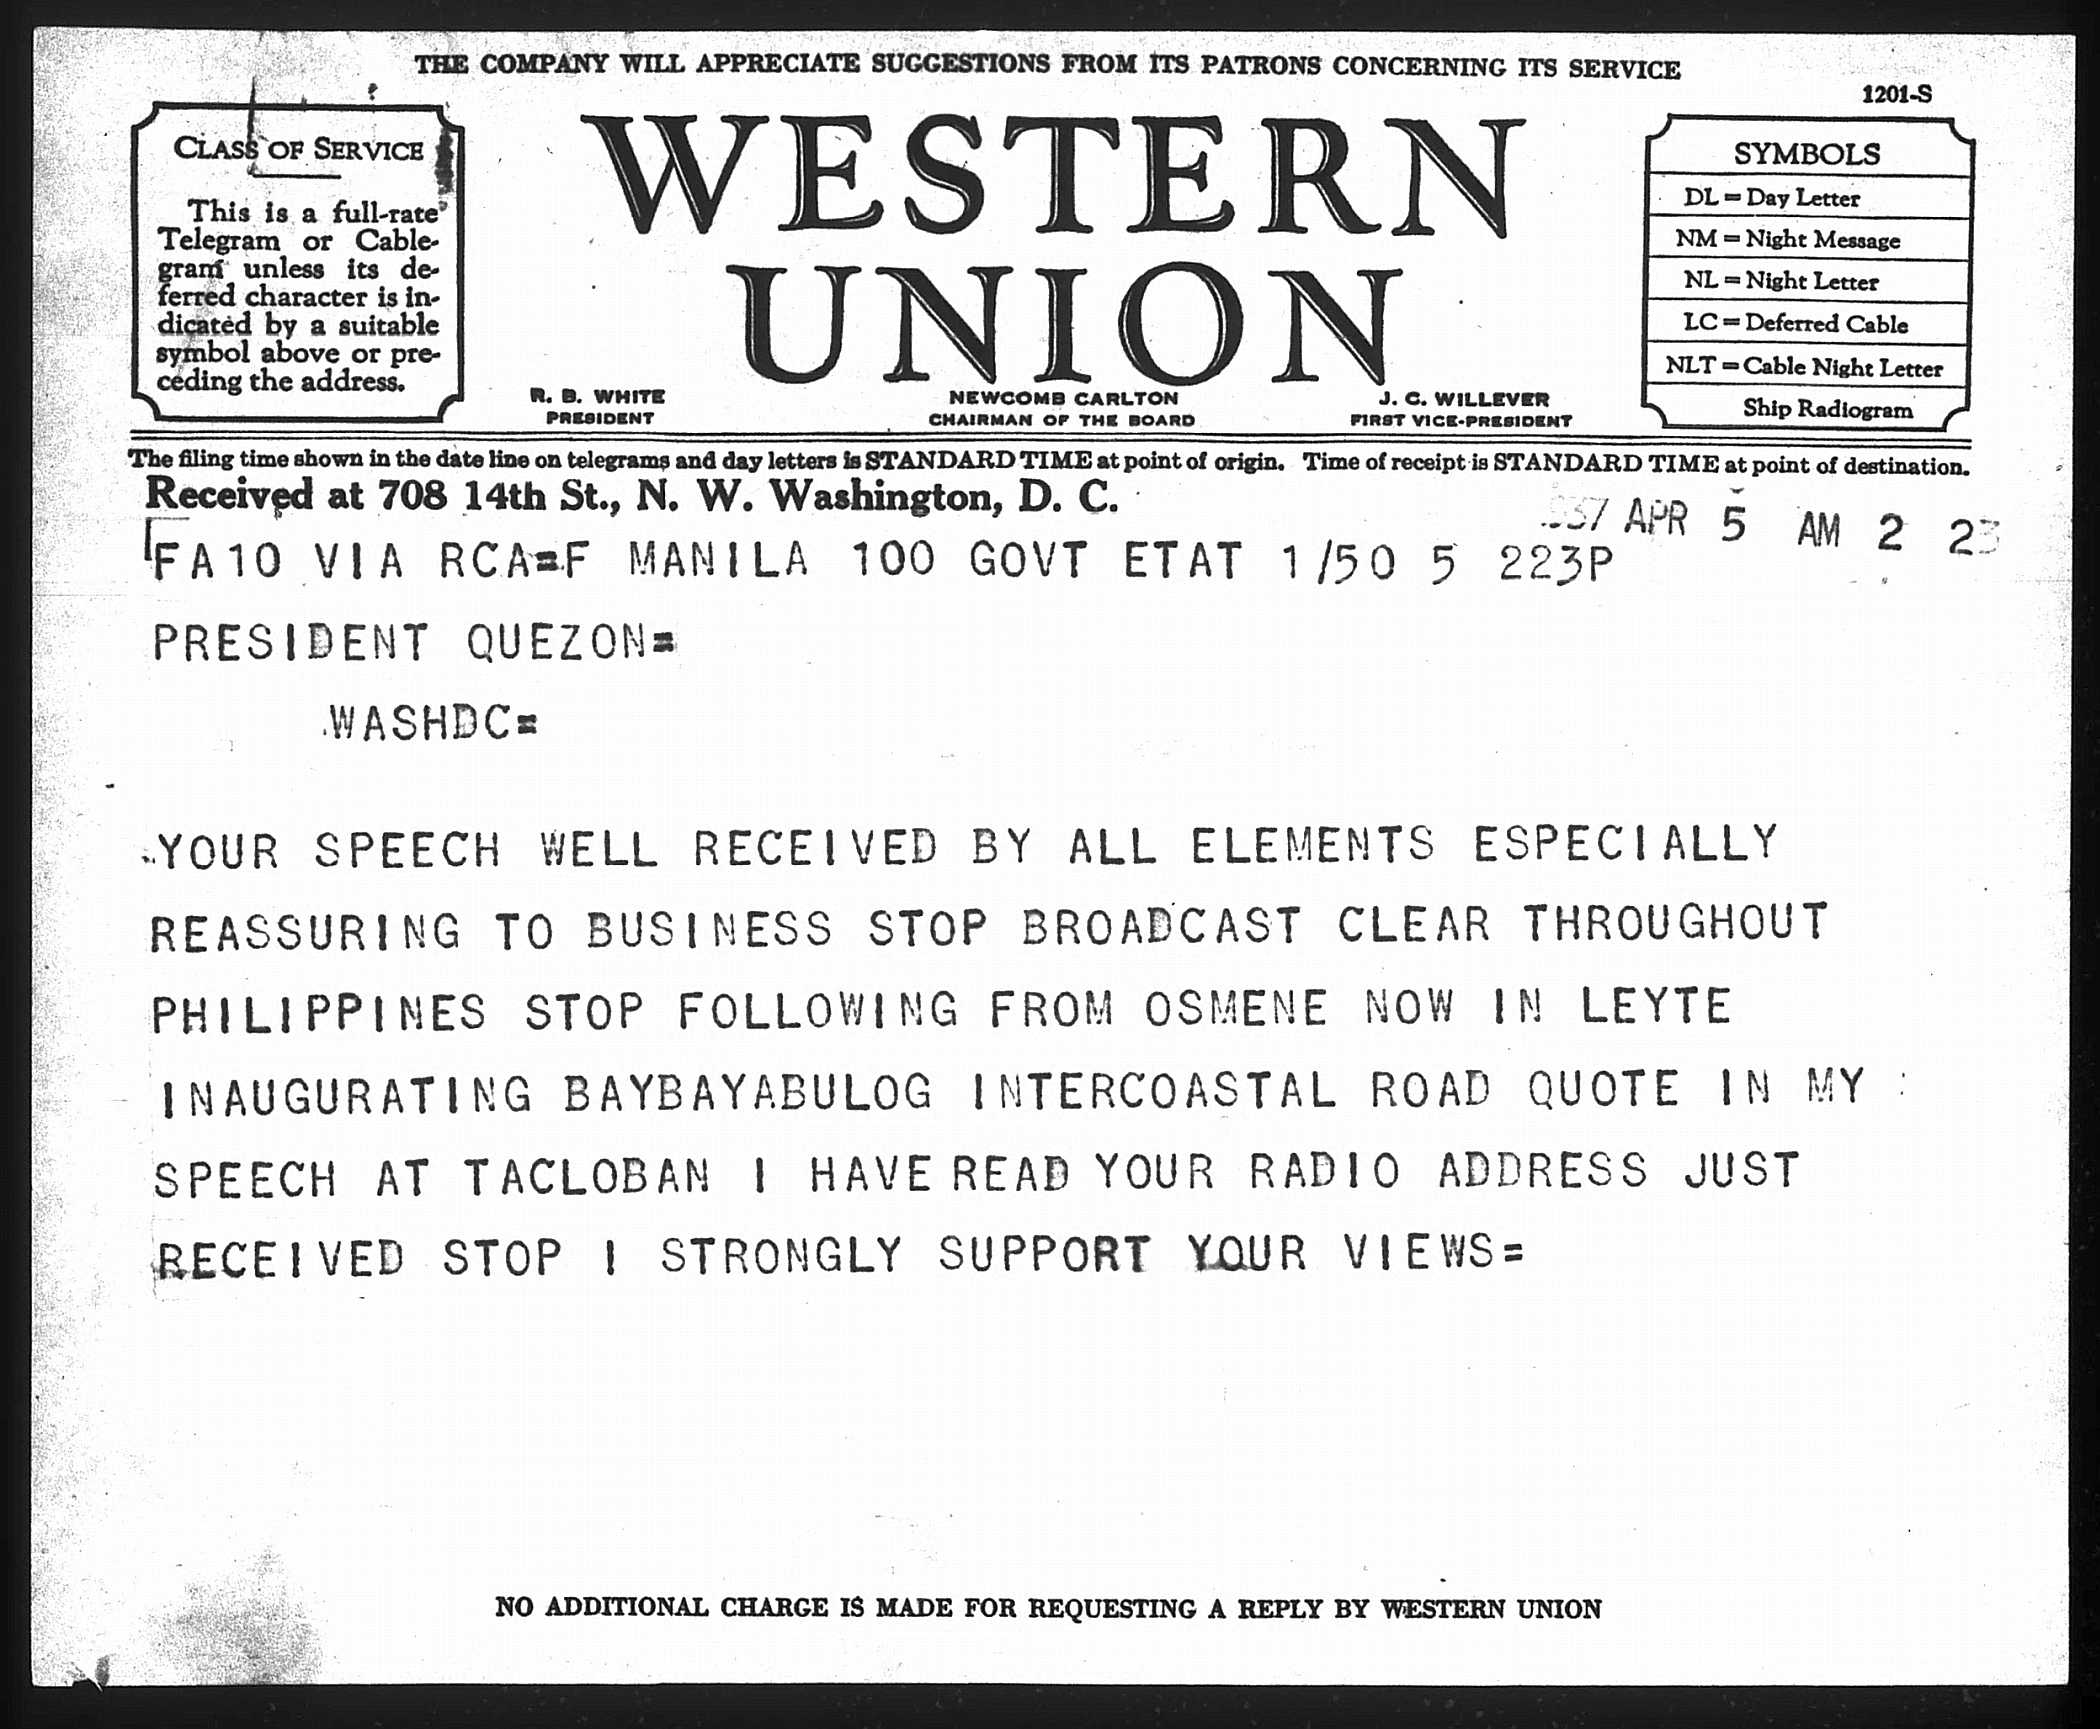 THE COMPANY WILL APPRECIATE SUGGESTIONS FROM ITS PATRONS CONCERNING ITS SERVICE
1201-S
CLASS OF SERVICE
This is a full-rate
Telegram or Cable-
gram unless its de-
ferred character is in-
dicated by a suitable
symbol above or pre-
ceding the address.
WESTERN
UNION
R. B. WHITE
PRESIDENT
NEWCOMB CARLTON
CHAIRMAN OF THE BOARD
J. C. WILLEVER
FIRST VICE-PRESIDENT
SYMBOLS
DL = Day Letter
NM = Night Message
NL = Night Letter
LC = Deferred Cable
NLT = Cable Night Letter
Ship Radiogram
The filing time shown in the date line on telegrams and day letters is STANDARD TIME at point of origin. Time of receipt is STANDARD TIME at point of destination.
Received at 708 14th St., N. W. Washington, D. C.
APR 5 AM 2 23
FA10 VIA RCA=F MANILA 100 GOVT ETAT 1/50 5 223P
PRESIDENT QUEZON=
WASHDC=
YOUR SPEECH WELL RECEIVED BY ALL ELEMENTS ESPECIALLY
REASSURING TO BUSINESS STOP BROADCAST CLEAR THROUGHOUT
PHILIPPINES STOP FOLLOWING FROM OSMENE NOW IN LEYTE
INAUGURATING BAYBAYABULOG INTERCOASTAL ROAD QUOTE IN MY
SPEECH AT TACLOBAN I HAVE READ YOUR RADIO ADDRESS JUST
RECEIVED STOP I STRONGLY SUPPORT YOUR VIEWS=
NO ADDITIONAL CHARGE IS MADE FOR REQUESTING A REPLY BY WESTERN UNION